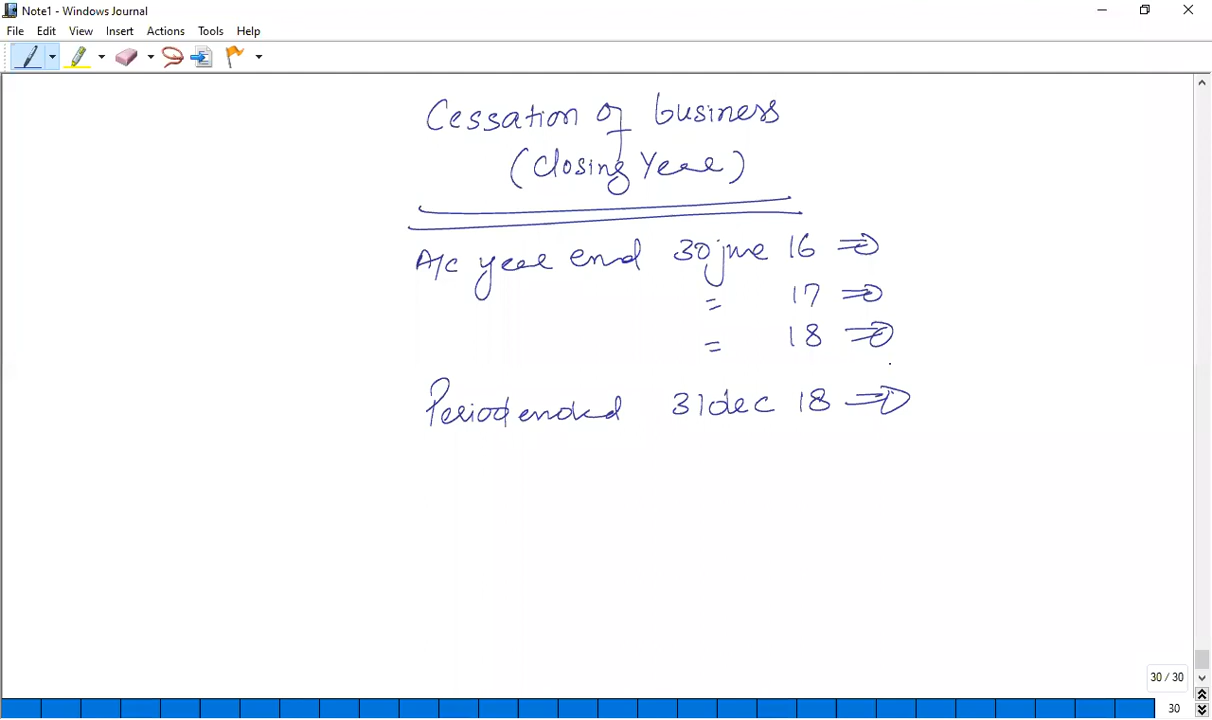 Note1 - Windows Journal
File Edit View Insert Actions Tools Help
Cessation of business
(Closing Year)
A/c year end 30 june 16 ⇒
= 17 ⇒
= 18 ⇒
Period ended 31 dec 18 ⇒
30 / 30
30